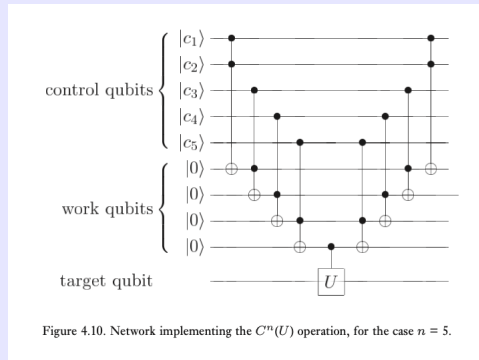 |c₁⟩
|c₂⟩
control qubits |c₃⟩
|c₄⟩
|c₅⟩
|0⟩
|0⟩
work qubits
|0⟩
|0⟩
target qubit U
Figure 4.10. Network implementing the Cⁿ(U) operation, for the case n = 5.